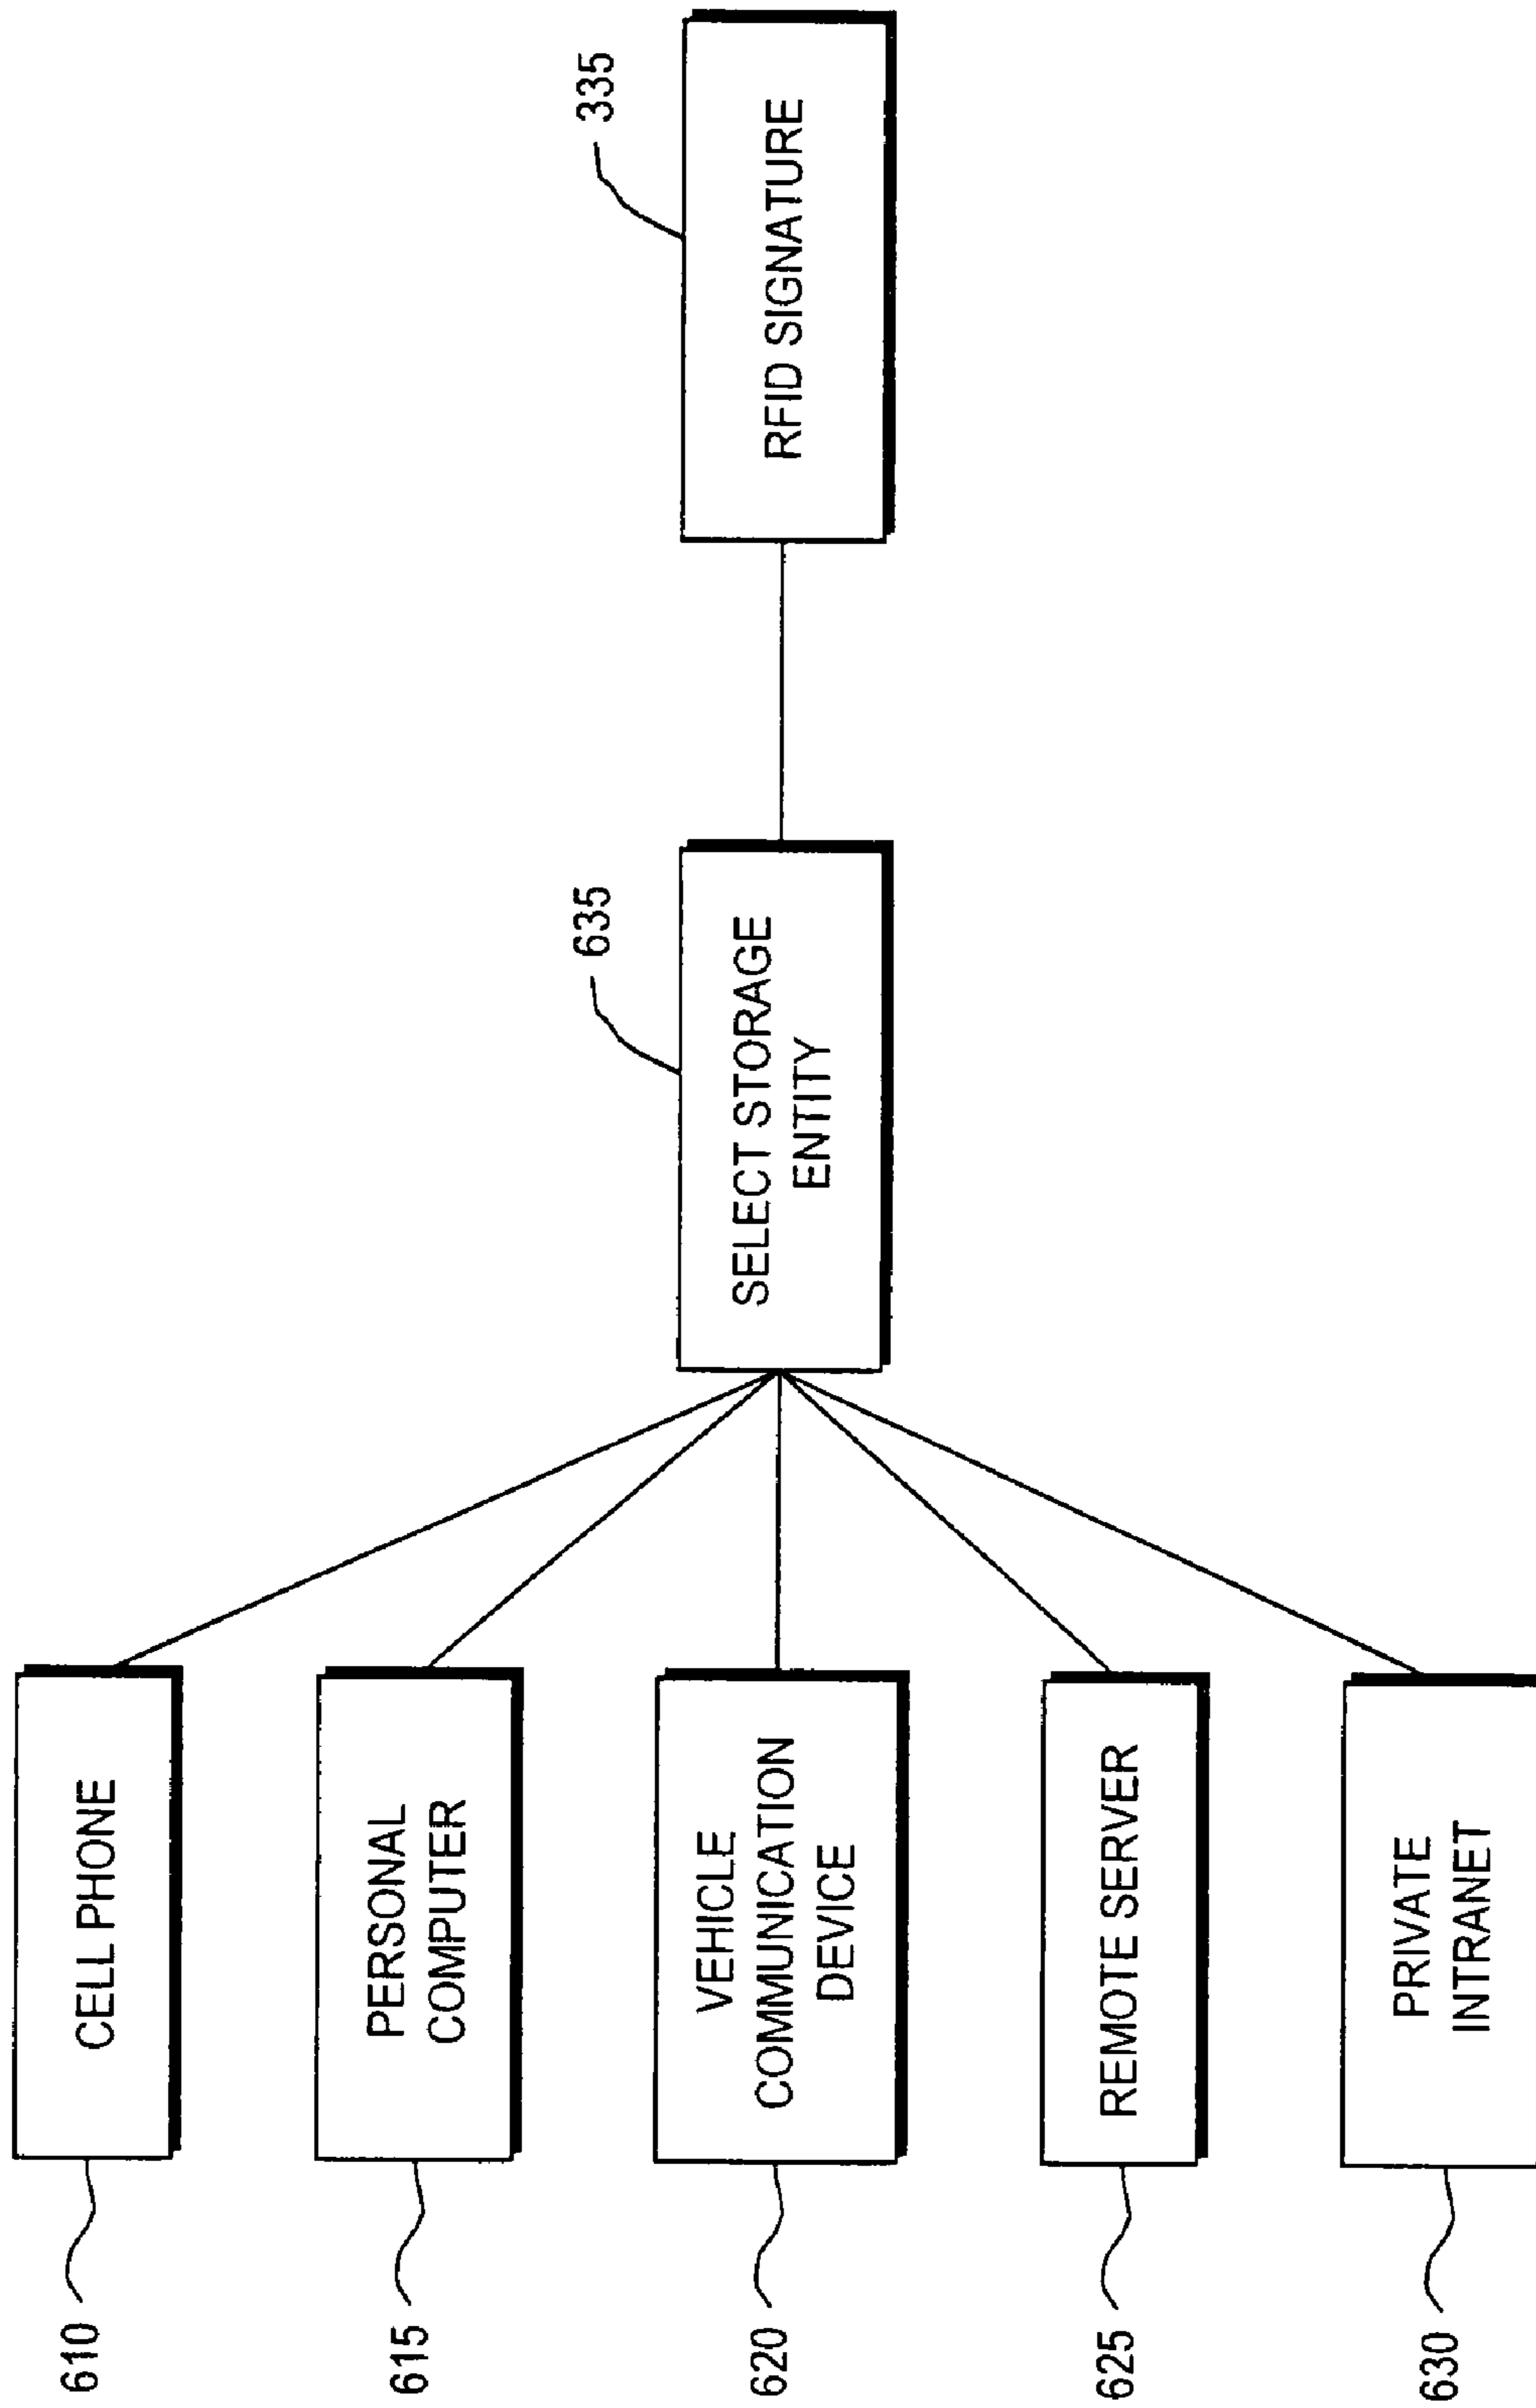 335
RFID SIGNATURE
635
SELECT STORAGE
ENTITY
CELL PHONE
610
PERSONAL
COMPUTER
615
VEHICLE
COMMUNICATION
DEVICE
620
REMOTE SERVER
625
PRIVATE
INTRANET
630